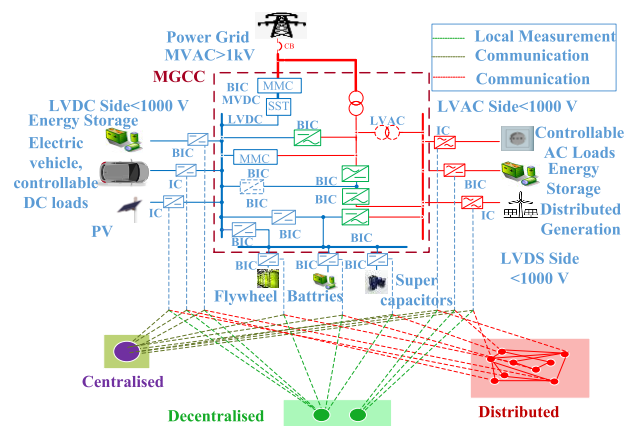 Power Grid
MVAC>1kV
CB
MGCC
Local Measurement
Communication
Communication
BIC
MVDC
MMC
SST
LVDC
LVAC
BIC
LVDC Side<1000 V
Energy Storage
BIC
Electric
vehicle,
controllable
DC loads
IC
PV
IC
LVAC Side<1000 V
IC
Controllable
AC Loads
BIC
Energy
Storage
IC
Distributed
Generation
LVDS Side
<1000 V
MMC
BIC
BIC
BIC
BIC
BIC
BIC
BIC
BIC
BIC
Flywheel
Battries
Super
capacitors
Centralised
Decentralised
Distributed